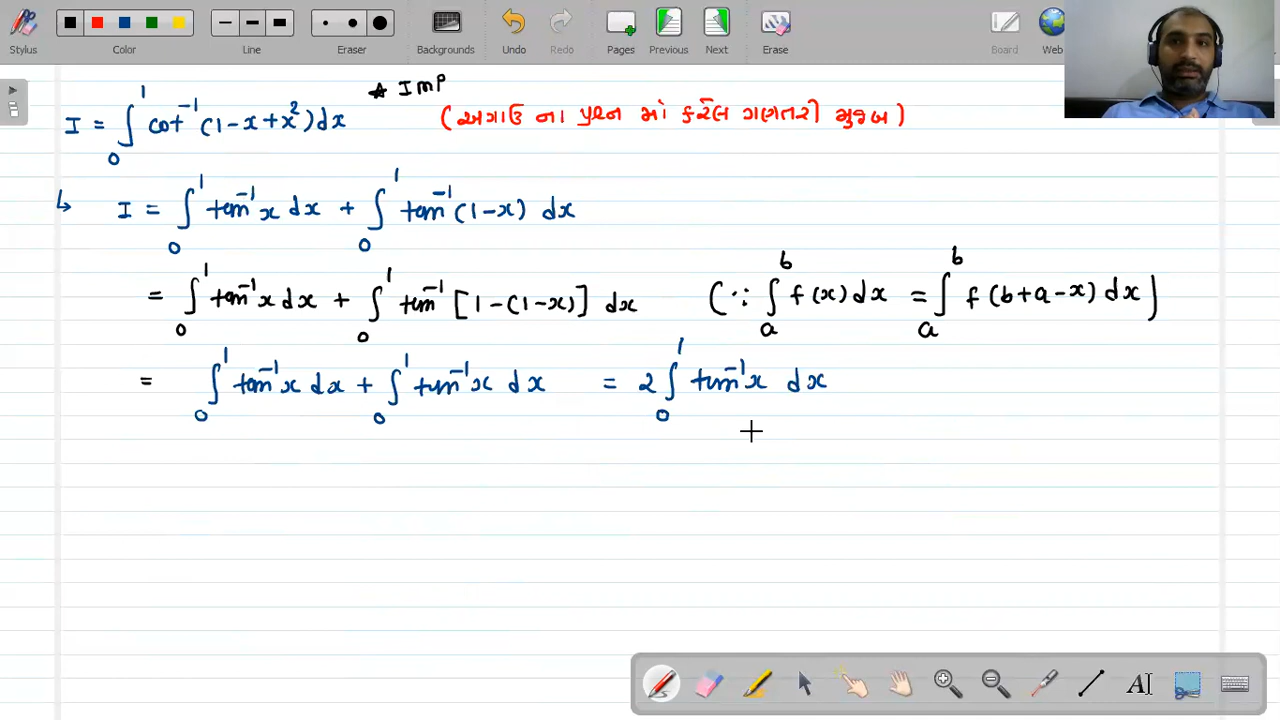 Stylus Color Line Eraser Backgrounds Undo Redo Pages Previous Next Erase Board Web
★ IMP
I = ∫₀¹ cot⁻¹ (1-x+x²) dx (અગાઉ ના પ્રશ્ન માં કરેલ ગણતરી મુજબ)
↳ I = ∫₀¹ tan⁻¹x dx + ∫₀¹ tan⁻¹(1-x) dx
= ∫₀¹ tan⁻¹x dx + ∫₀¹ tan⁻¹ [1-(1-x)] dx (∵ ∫ₐᵇ f(x) dx = ∫ₐᵇ f(b+a-x) dx)
= ∫₀¹ tan⁻¹x dx + ∫₀¹ tan⁻¹x dx = 2 ∫₀¹ tan⁻¹x dx